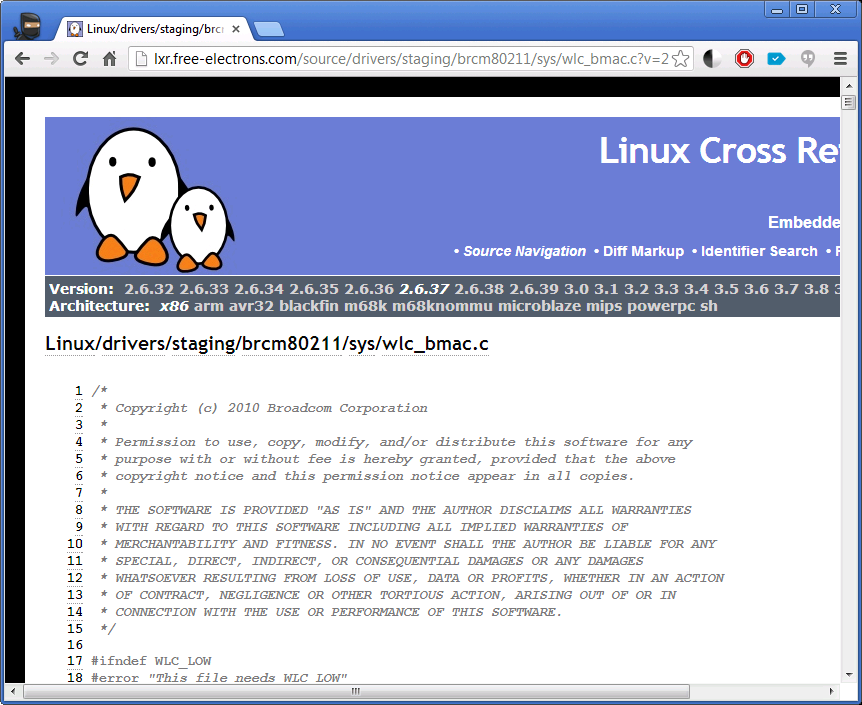 Linux/drivers/staging/brcr
lxr.free-electrons.com/source/drivers/staging/brcm80211/sys/wlc_bmac.c?v=2
Linux Cross Re
Embedde
• Source Navigation • Diff Markup • Identifier Search •
Version: 2.6.32 2.6.33 2.6.34 2.6.35 2.6.36 2.6.37 2.6.38 2.6.39 3.0 3.1 3.2 3.3 3.4 3.5 3.6 3.7 3.8 3
Architecture: x86 arm avr32 blackfin m68k m68knommu microblaze mips powerpc sh
Linux/drivers/staging/brcm80211/sys/wlc_bmac.c
1 /*
2 * Copyright (c) 2010 Broadcom Corporation
3 *
4 * Permission to use, copy, modify, and/or distribute this software for any
5 * purpose with or without fee is hereby granted, provided that the above
6 * copyright notice and this permission notice appear in all copies.
7 *
8 * THE SOFTWARE IS PROVIDED "AS IS" AND THE AUTHOR DISCLAIMS ALL WARRANTIES
9 * WITH REGARD TO THIS SOFTWARE INCLUDING ALL IMPLIED WARRANTIES OF
10 * MERCHANTABILITY AND FITNESS. IN NO EVENT SHALL THE AUTHOR BE LIABLE FOR ANY
11 * SPECIAL, DIRECT, INDIRECT, OR CONSEQUENTIAL DAMAGES OR ANY DAMAGES
12 * WHATSOEVER RESULTING FROM LOSS OF USE, DATA OR PROFITS, WHETHER IN AN ACTION
13 * OF CONTRACT, NEGLIGENCE OR OTHER TORTIOUS ACTION, ARISING OUT OF OR IN
14 * CONNECTION WITH THE USE OR PERFORMANCE OF THIS SOFTWARE.
15 */
16
17 #ifndef WLC_LOW
18 #error "This file needs WLC_LOW"